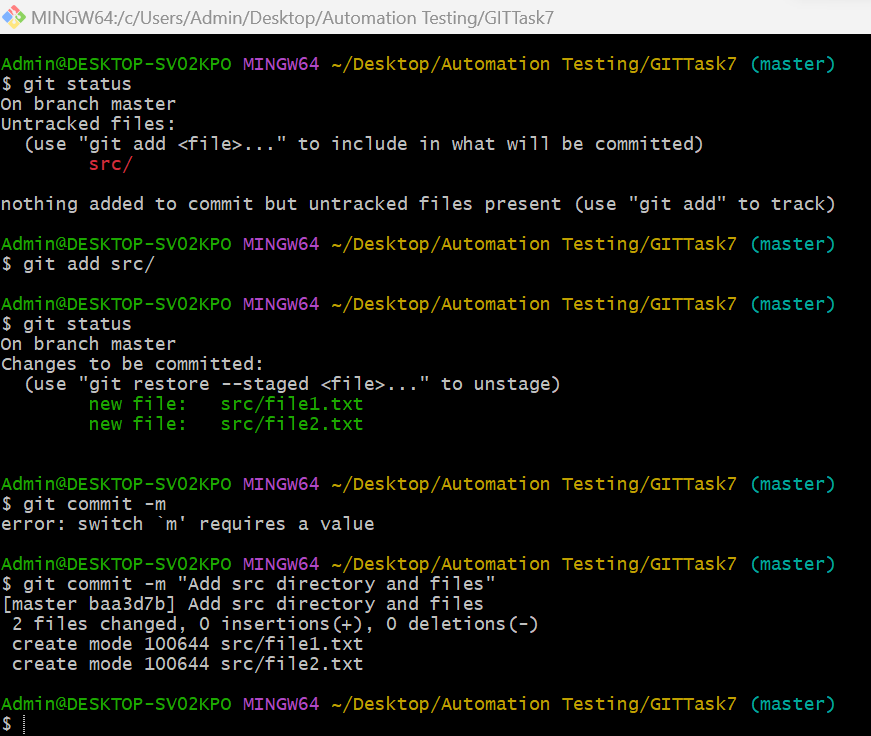 MINGW64:/c/Users/Admin/Desktop/Automation Testing/GITTask7
Admin@DESKTOP-SV02KPO MINGW64 ~/Desktop/Automation Testing/GITTask7 (master)
$ git status
On branch master
Untracked files:
  (use "git add <file>..." to include in what will be committed)
        src/

nothing added to commit but untracked files present (use "git add" to track)

Admin@DESKTOP-SV02KPO MINGW64 ~/Desktop/Automation Testing/GITTask7 (master)
$ git add src/

Admin@DESKTOP-SV02KPO MINGW64 ~/Desktop/Automation Testing/GITTask7 (master)
$ git status
On branch master
Changes to be committed:
  (use "git restore --staged <file>..." to unstage)
        new file:   src/file1.txt
        new file:   src/file2.txt

Admin@DESKTOP-SV02KPO MINGW64 ~/Desktop/Automation Testing/GITTask7 (master)
$ git commit -m
error: switch `m' requires a value

Admin@DESKTOP-SV02KPO MINGW64 ~/Desktop/Automation Testing/GITTask7 (master)
$ git commit -m "Add src directory and files"
[master baa3d7b] Add src directory and files
 2 files changed, 0 insertions(+), 0 deletions(-)
 create mode 100644 src/file1.txt
 create mode 100644 src/file2.txt

Admin@DESKTOP-SV02KPO MINGW64 ~/Desktop/Automation Testing/GITTask7 (master)
$